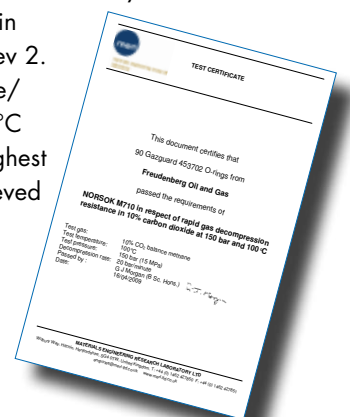 in
ev 2.
e/
°C
ghest
eved
merl
TEST CERTIFICATE
This document certifies that
90 Gazguard 453702 O-rings from
Freudenberg Oil and Gas
passed the requirements of
NORSOK M710 in respect of rapid gas decompression
resistance in 10% carbon dioxide at 150 bar and 100°C
Test gas: 10% CO2 balance methane
Test temperature: 100°C
Test pressure: 150 bar (15 MPa)
Decompression rate: 20 bar/minute
Passed by: G J Morgan (B Sc. Hons.)
Date: 16/04/2009
MATERIALS ENGINEERING RESEARCH LABORATORY LTD